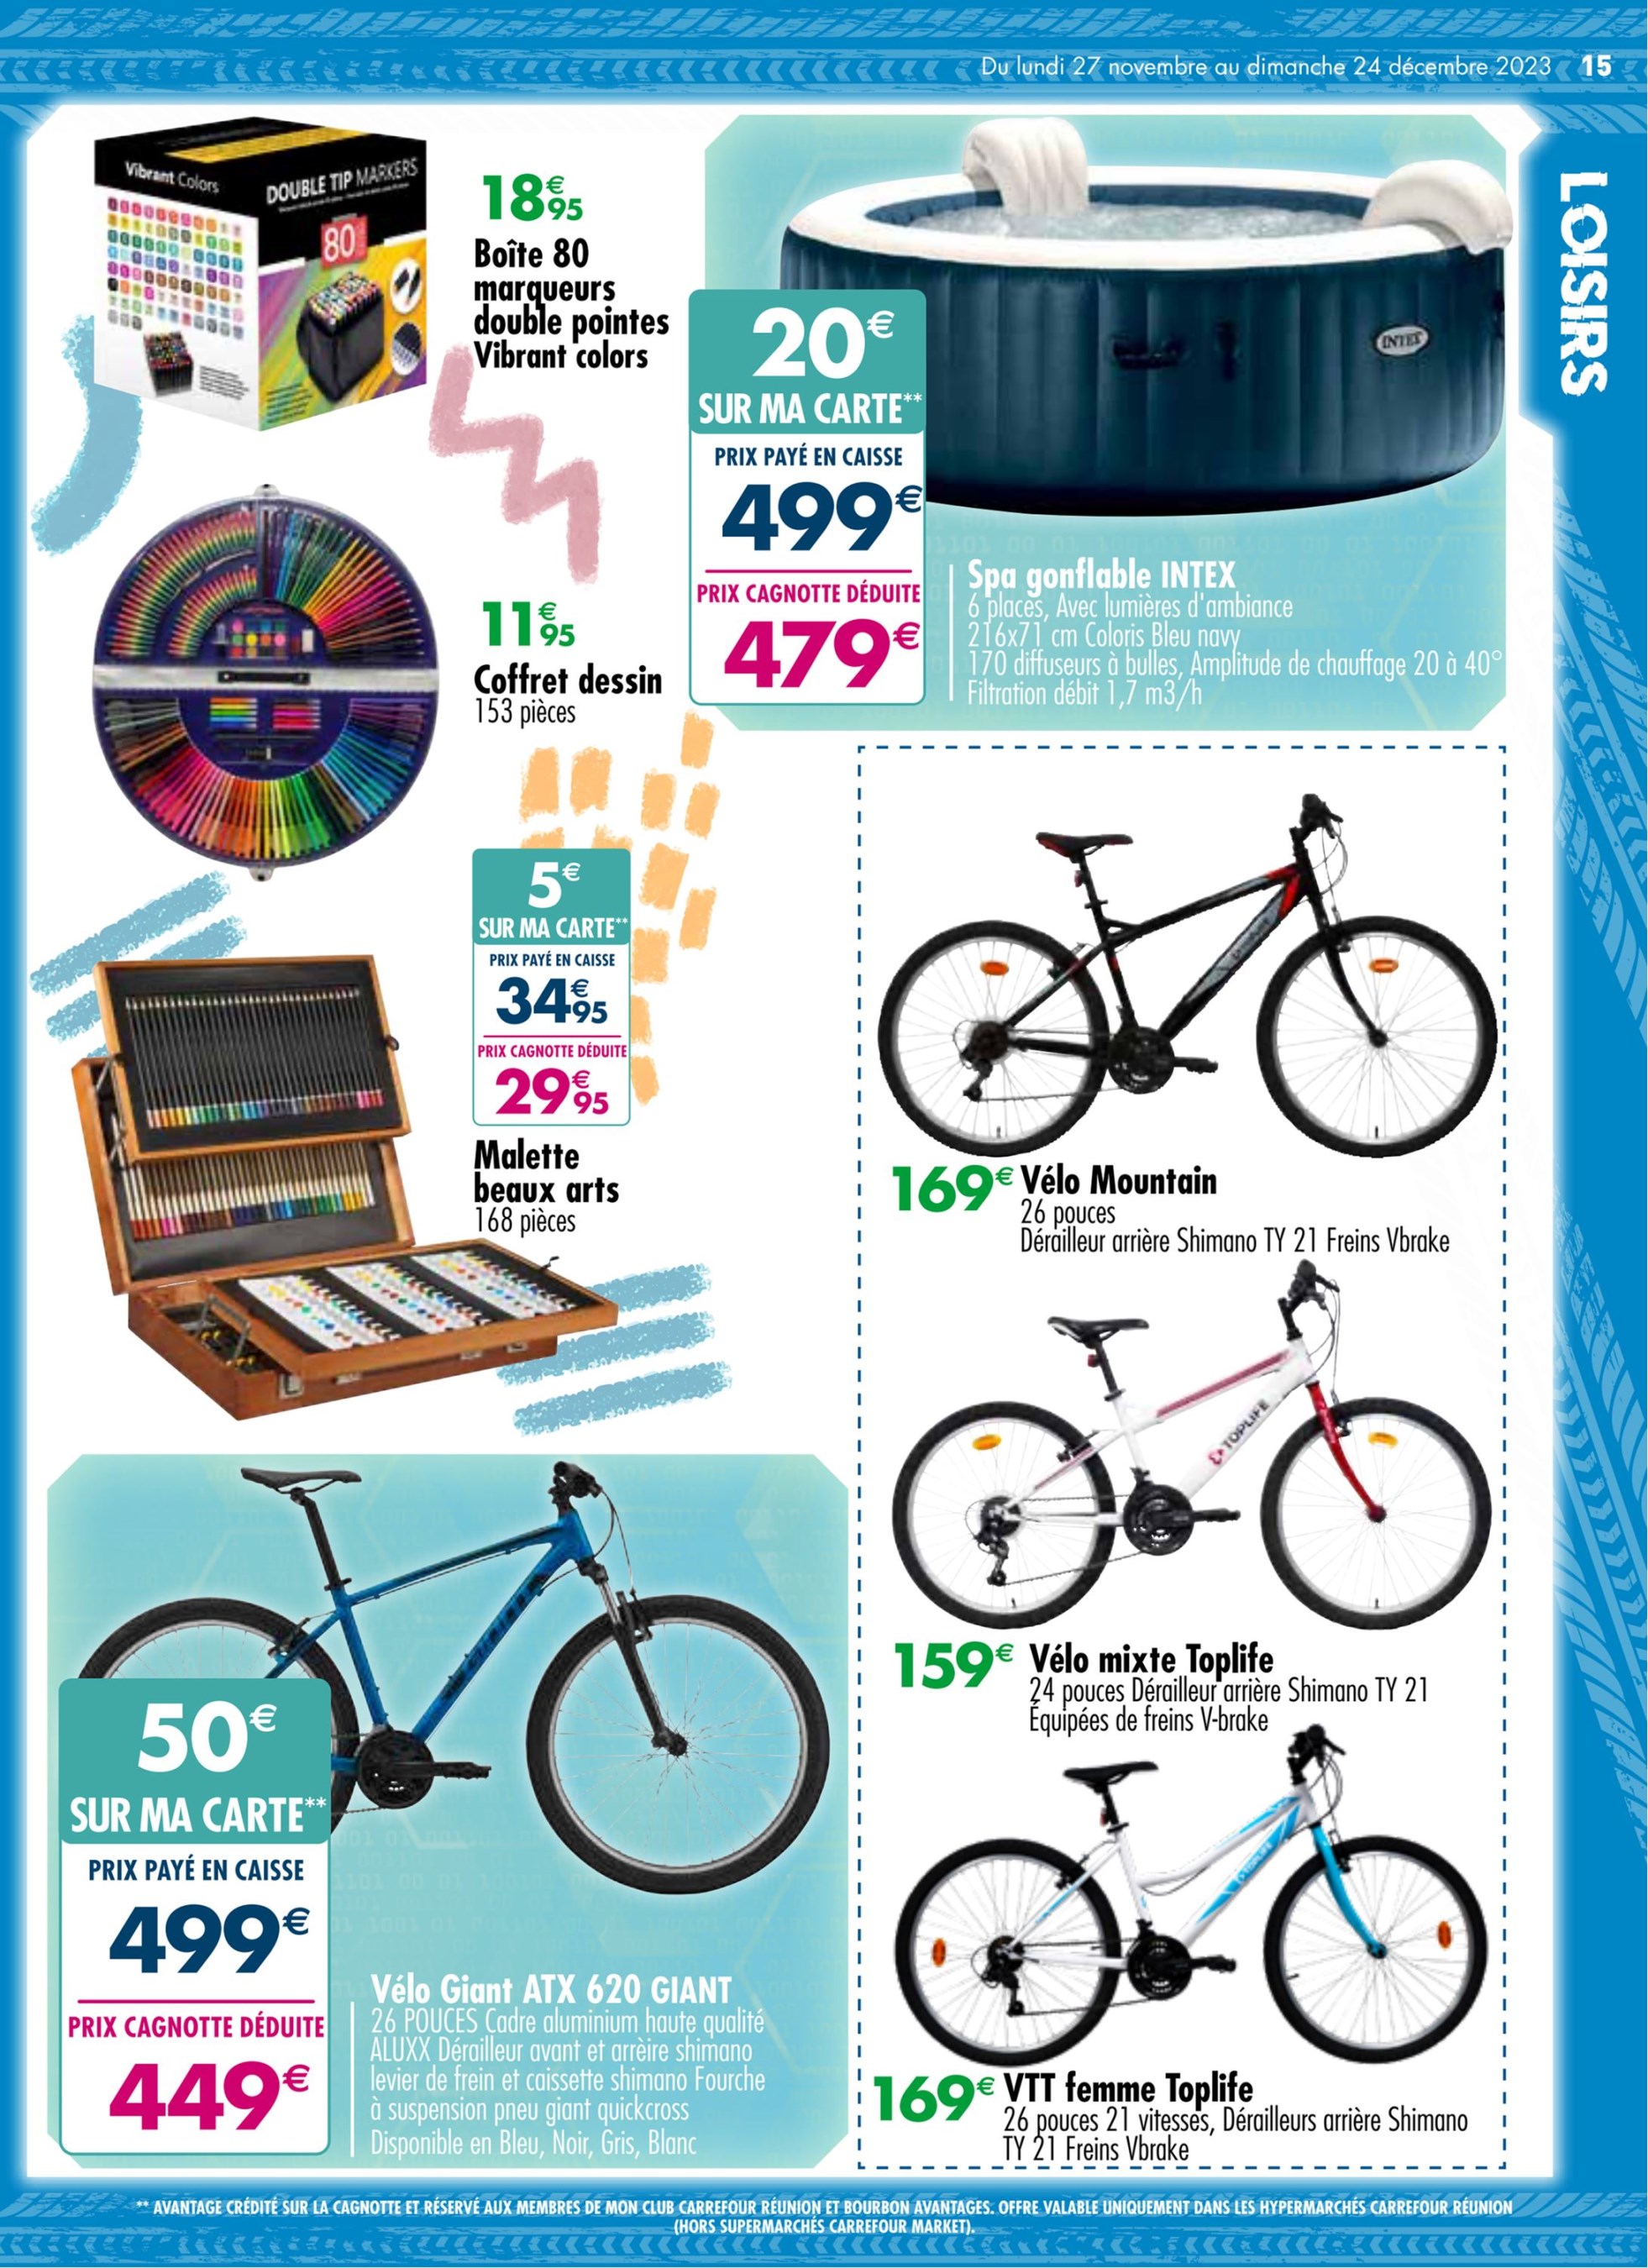 Du lundi 27 novembre au dimanche 24 décembre 2023 15
LOISIRS
Vibrant Colors
DOUBLE TIP MARKERS
80
18€95
Boîte 80
marqueurs
double pointes
Vibrant colors
20€
SUR MA CARTE**
PRIX PAYÉ EN CAISSE
499€
PRIX CAGNOTTE DÉDUITE
479€
INTEX
Spa gonflable INTEX
6 places, Avec lumières d'ambiance
216x71 cm Coloris Bleu navy
170 diffuseurs à bulles, Amplitude de chauffage 20 à 40°
Filtration débit 1,7 m3/h
11€95
Coffret dessin
153 pièces
5€
SUR MA CARTE**
PRIX PAYÉ EN CAISSE
34€95
PRIX CAGNOTTE DÉDUITE
29€95
Malette
beaux arts
168 pièces
169€ Vélo Mountain
26 pouces
Dérailleur arrière Shimano TY 21 Freins Vbrake
TOPLIFE
159€ Vélo mixte Toplife
24 pouces Dérailleur arrière Shimano TY 21
Équipées de freins V-brake
TOPLIFE
169€ VTT femme Toplife
26 pouces 21 vitesses, Dérailleurs arrière Shimano
TY 21 Freins Vbrake
50€
SUR MA CARTE**
PRIX PAYÉ EN CAISSE
499€
PRIX CAGNOTTE DÉDUITE
449€
Vélo Giant ATX 620 GIANT
26 POUCES Cadre aluminium haute qualité
ALUXX Dérailleur avant et arrèire shimano
levier de frein et caissette shimano Fourche
à suspension pneu giant quickcross
Disponible en Bleu, Noir, Gris, Blanc
** AVANTAGE CRÉDITÉ SUR LA CAGNOTTE ET RÉSERVÉ AUX MEMBRES DE MON CLUB CARREFOUR RÉUNION ET BOURBON AVANTAGES. OFFRE VALABLE UNIQUEMENT DANS LES HYPERMARCHÉS CARREFOUR RÉUNION
(HORS SUPERMARCHÉS CARREFOUR MARKET).